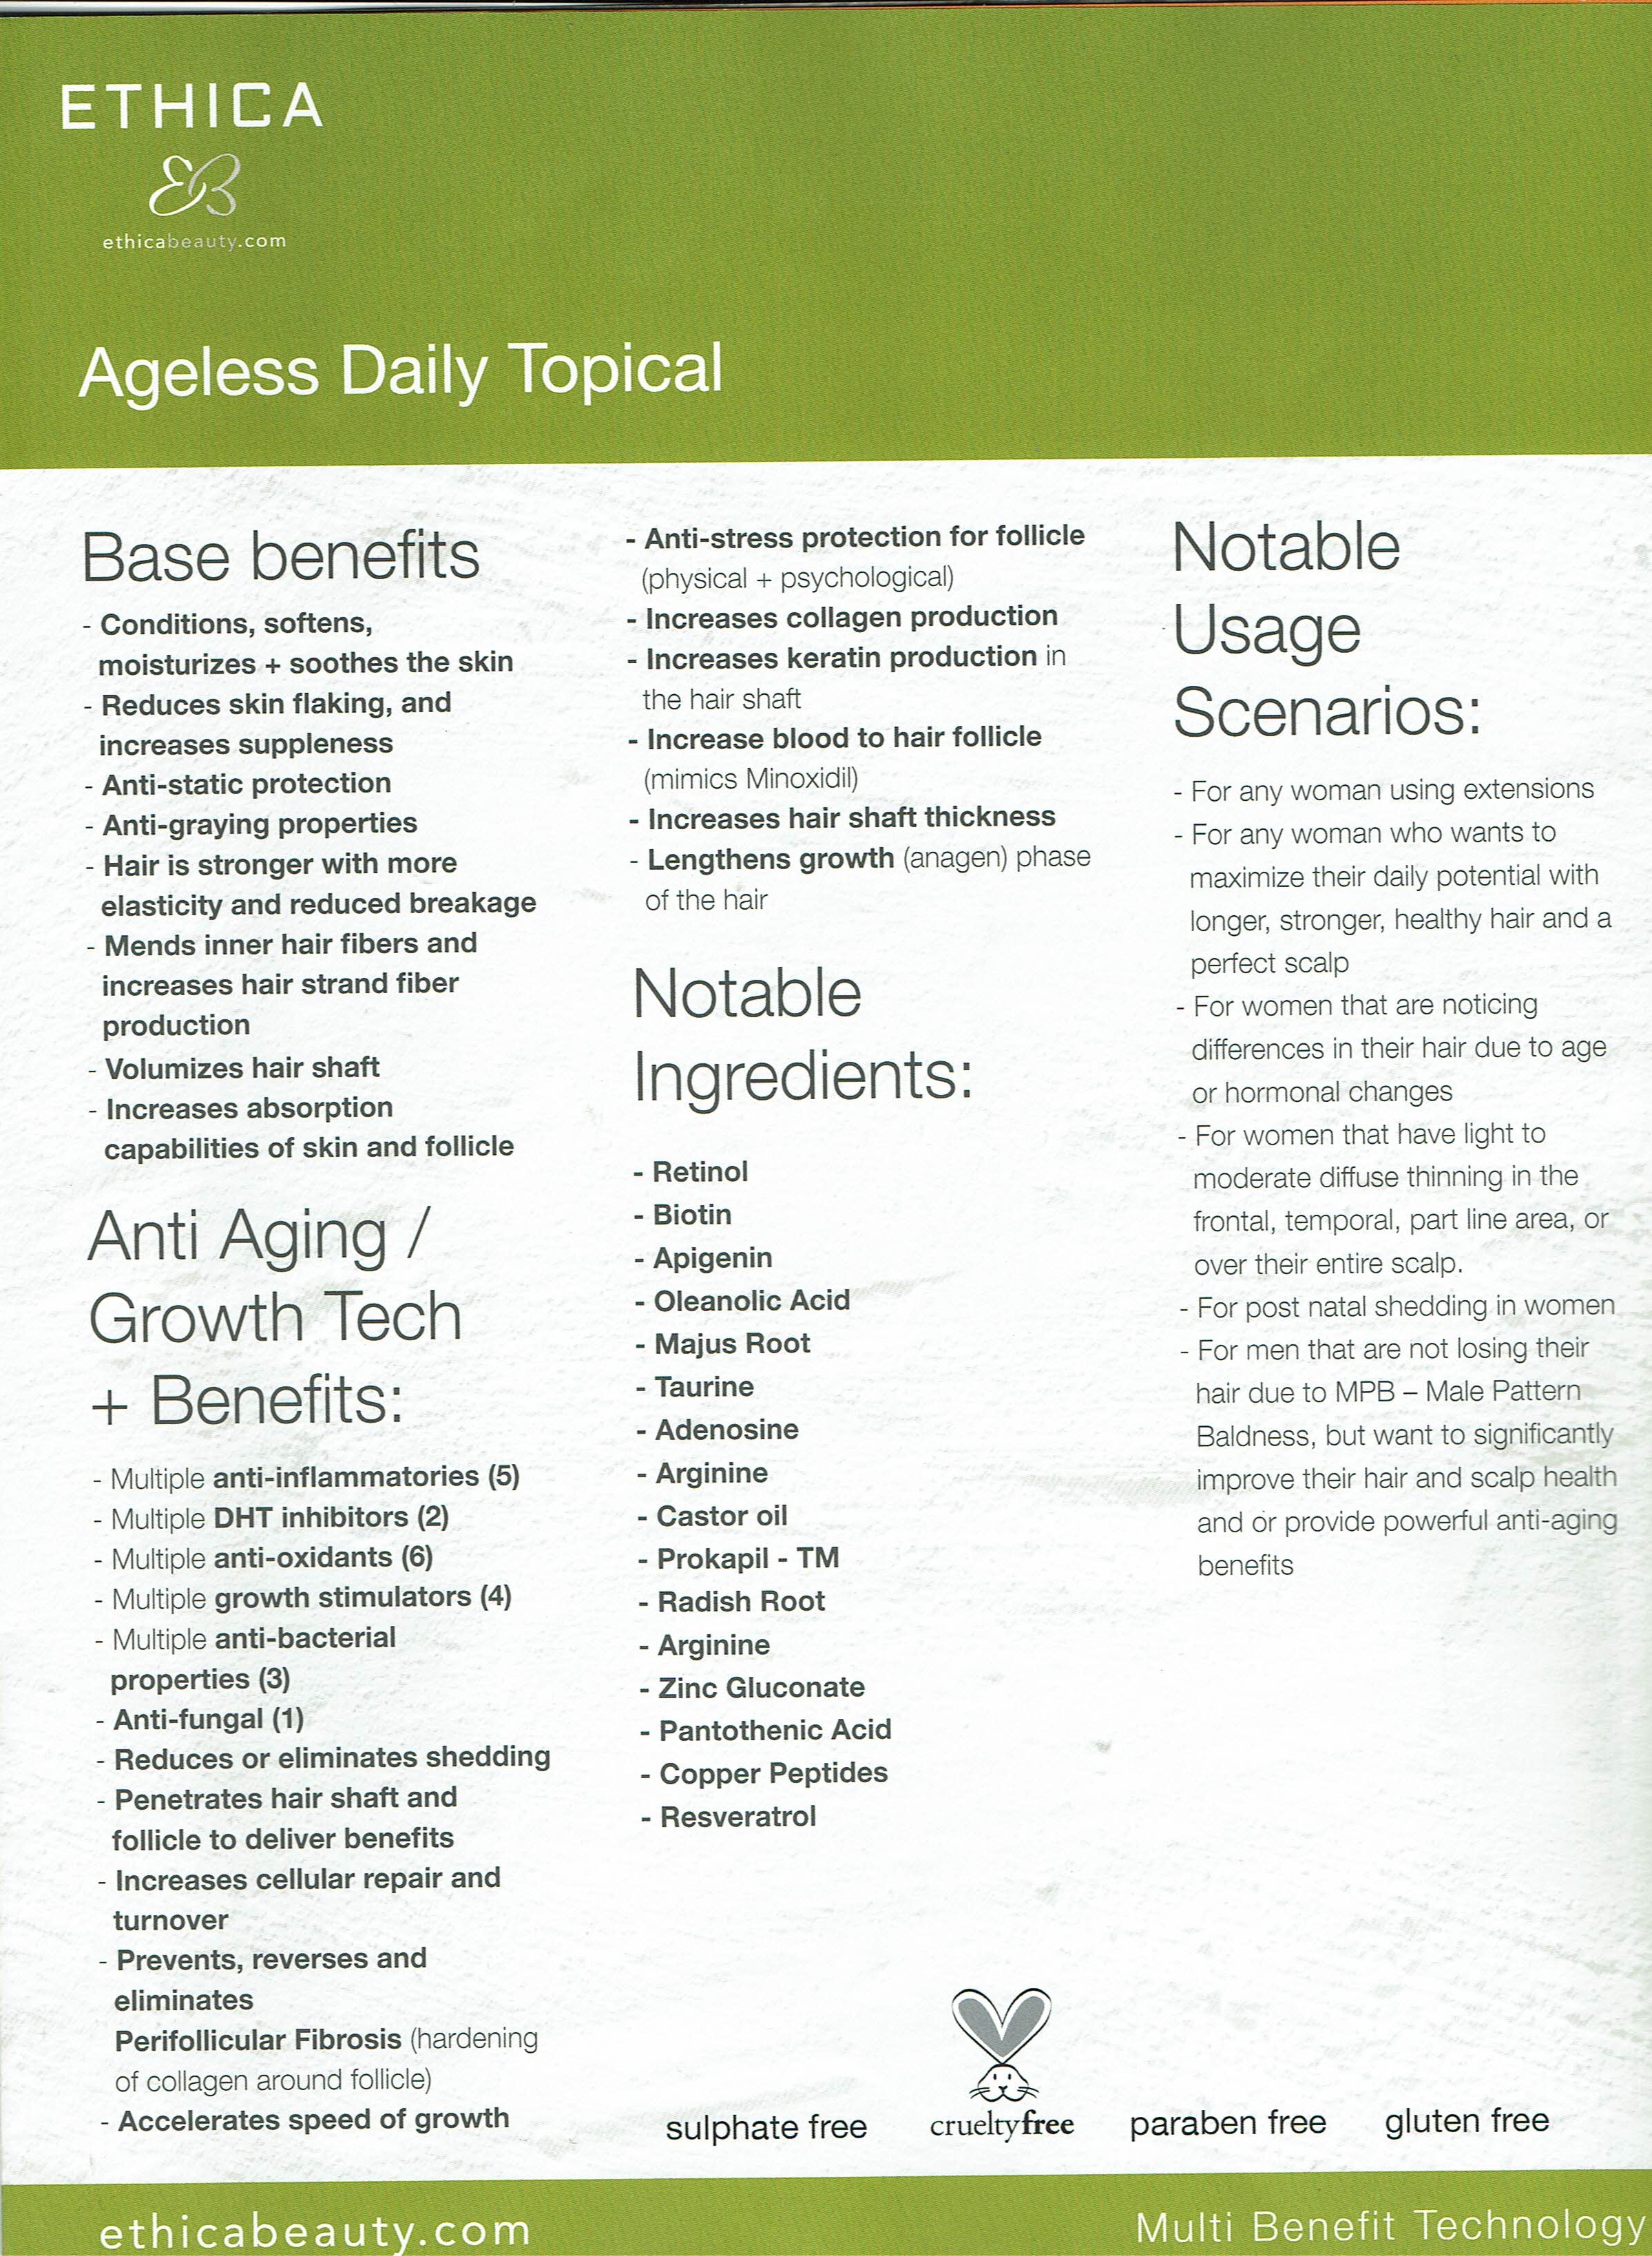 ETHICA
EB
ethicabeauty.com
Ageless Daily Topical
Base benefits
- Conditions, softens,
moisturizes + soothes the skin
- Reduces skin flaking, and
increases suppleness
- Anti-static protection
- Anti-graying properties
- Hair is stronger with more
elasticity and reduced breakage
- Mends inner hair fibers and
increases hair strand fiber
production
- Volumizes hair shaft
- Increases absorption
capabilities of skin and follicle
Anti Aging /
Growth Tech
+ Benefits:
- Multiple anti-inflammatories (5)
- Multiple DHT inhibitors (2)
- Multiple anti-oxidants (6)
- Multiple growth stimulators (4)
- Multiple anti-bacterial
properties (3)
- Anti-fungal (1)
- Reduces or eliminates shedding
- Penetrates hair shaft and
follicle to deliver benefits
- Increases cellular repair and
turnover
- Prevents, reverses and
eliminates
Perifollicular Fibrosis (hardening
of collagen around follicle)
- Accelerates speed of growth
- Anti-stress protection for follicle
(physical + psychological)
- Increases collagen production
- Increases keratin production in
the hair shaft
- Increase blood to hair follicle
(mimics Minoxidil)
- Increases hair shaft thickness
- Lengthens growth (anagen) phase
of the hair
Notable
Ingredients:
- Retinol
- Biotin
- Apigenin
- Oleanolic Acid
- Majus Root
- Taurine
- Adenosine
- Arginine
- Castor oil
- Prokapil - TM
- Radish Root
- Arginine
- Zinc Gluconate
- Pantothenic Acid
- Copper Peptides
- Resveratrol
Notable
Usage
Scenarios:
- For any woman using extensions
- For any woman who wants to
maximize their daily potential with
longer, stronger, healthy hair and a
perfect scalp
- For women that are noticing
differences in their hair due to age
or hormonal changes
- For women that have light to
moderate diffuse thinning in the
frontal, temporal, part line area, or
over their entire scalp.
- For post natal shedding in women
- For men that are not losing their
hair due to MPB – Male Pattern
Baldness, but want to significantly
improve their hair and scalp health
and or provide powerful anti-aging
benefits
sulphate free
crueltyfree
paraben free
gluten free
ethicabeauty.com
Multi Benefit Technology